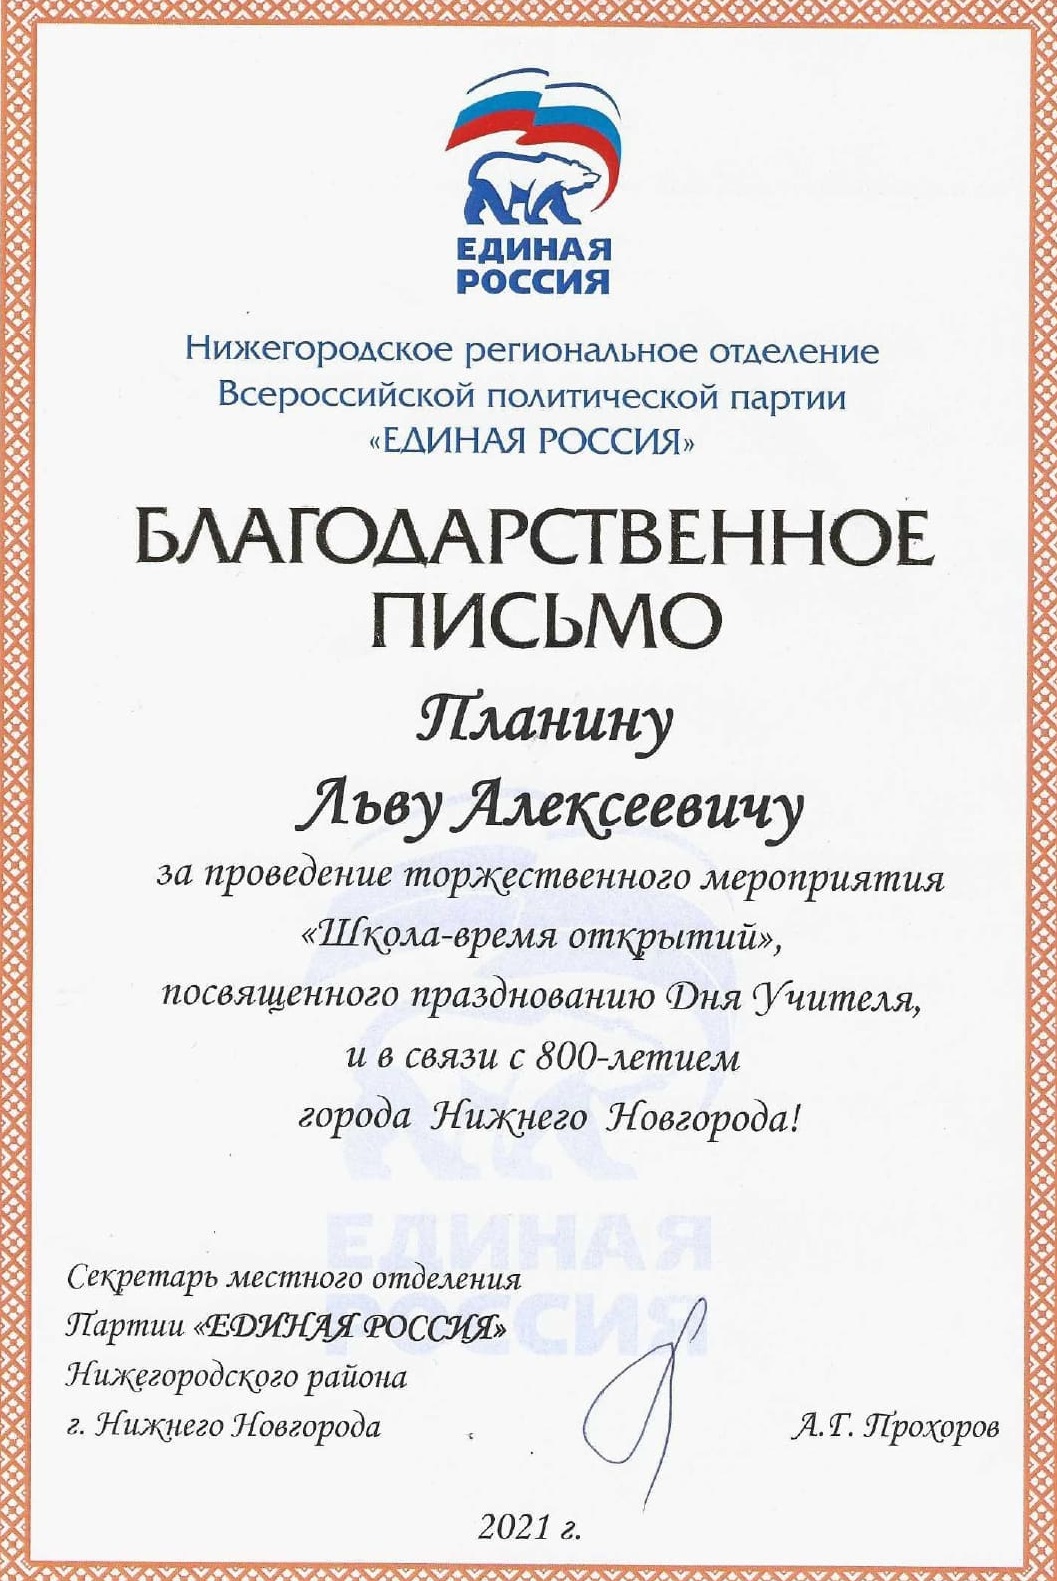 ЕДИНАЯ
РОССИЯ
Нижегородское региональное отделение
Всероссийской политической партии
«ЕДИНАЯ РОССИЯ»
БЛАГОДАРСТВЕННОЕ
ПИСЬМО
Планину
Льву Алексеевичу
за проведение торжественного мероприятия
«Школа-время открытий»,
посвященного празднованию Дня Учителя,
и в связи с 800-летием
города Нижнего Новгорода!
ЕДИНАЯ
РОССИЯ
Секретарь местного отделения
Партии «ЕДИНАЯ РОССИЯ»
Нижегородского района
г. Нижнего Новгорода
А.Г. Прохоров
2021 г.